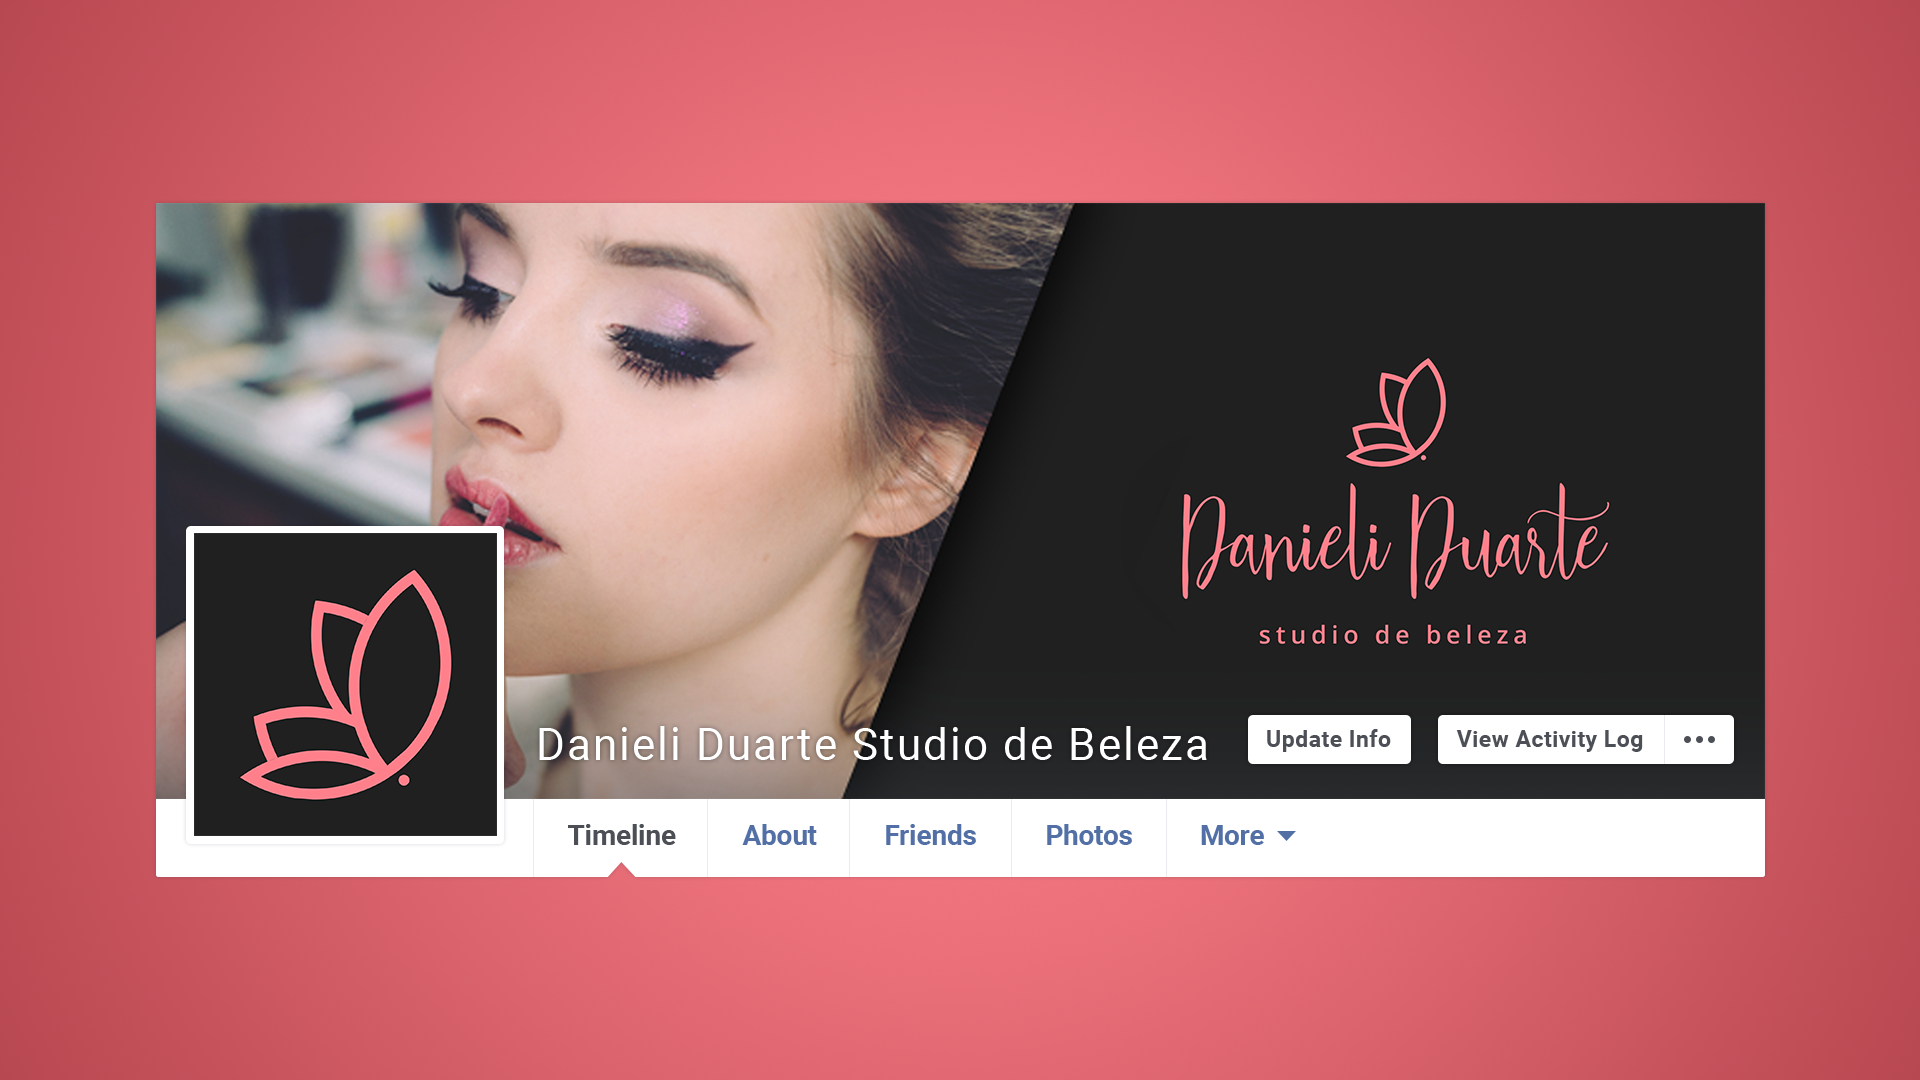 Danieli Duarte
studio de beleza
Danieli Duarte Studio de Beleza
Update Info
View Activity Log
Timeline
About
Friends
Photos
More